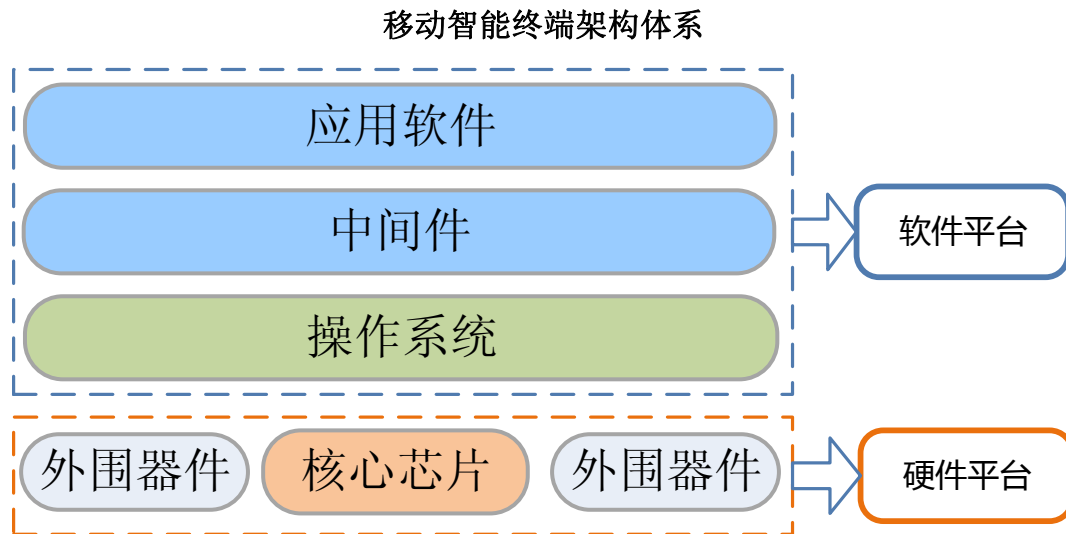 移动智能终端架构体系
应用软件
中间件
软件平台
操作系统
外围器件
核心芯片
外围器件
硬件平台